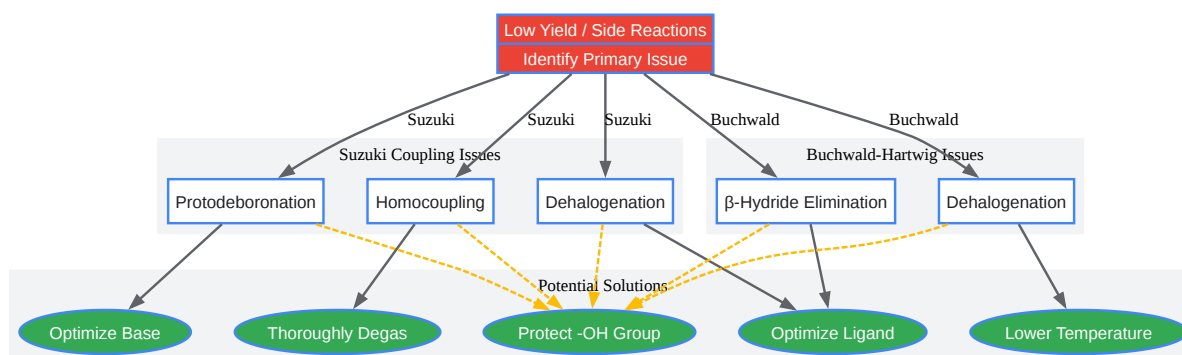 Low Yield / Side Reactions
Identify Primary Issue
Suzuki
Suzuki
Suzuki
Buchwald
Buchwald
Suzuki Coupling Issues
Buchwald-Hartwig Issues
Protodeboronation
Homocoupling
Dehalogenation
β-Hydride Elimination
Dehalogenation
Potential Solutions
Optimize Base
Thoroughly Degas
Protect -OH Group
Optimize Ligand
Lower Temperature